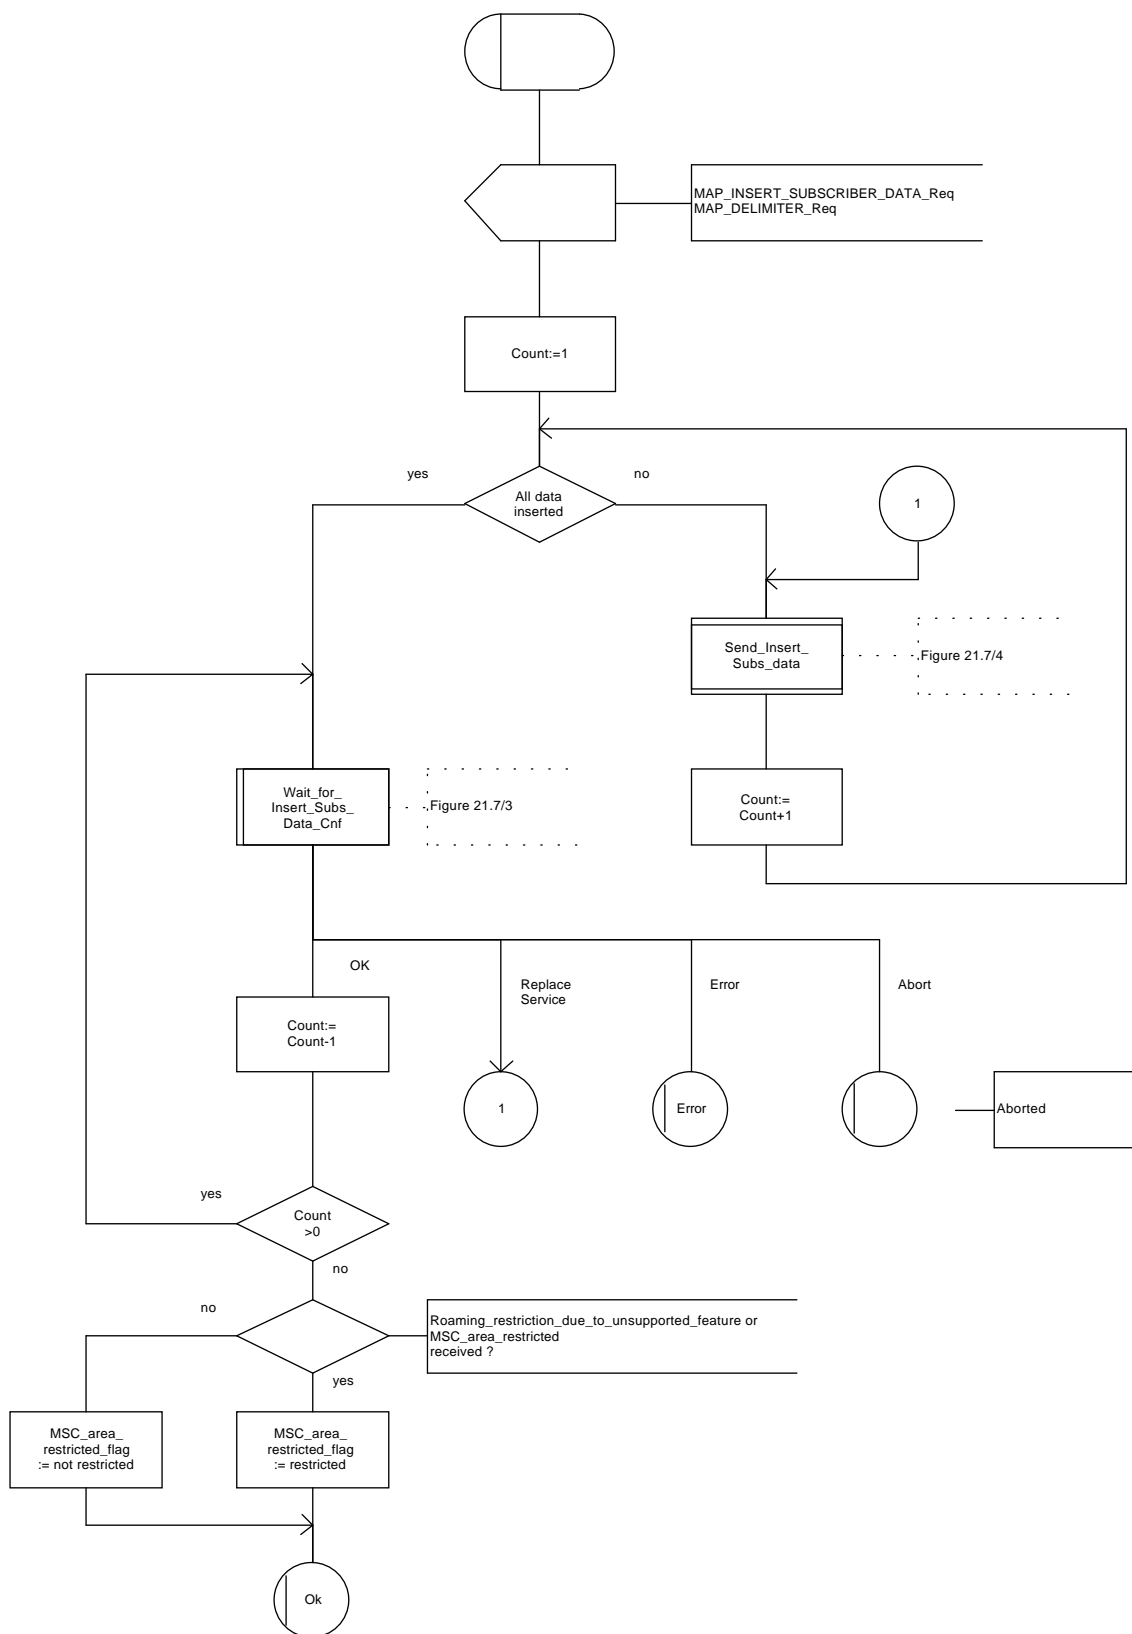 MAP_INSERT_SUBSCRIBER_DATA_Req
MAP_DELIMITER_Req
Count:=1
yes
no
All data
inserted
1
Send_Insert_
Subs_data
Figure 21.7/4
Wait_for_
Insert_Subs_
Data_Cnf
Figure 21.7/3
Count:=
Count+1
OK
Replace
Service
Error
Abort
Count:=
Count-1
1
Error
Aborted
yes
Count
>0
no
no
Roaming_restriction_due_to_unsupported_feature or
MSC_area_restricted
received ?
yes
MSC_area_
restricted_flag
:= not restricted
MSC_area_
restricted_flag
:= restricted
Ok